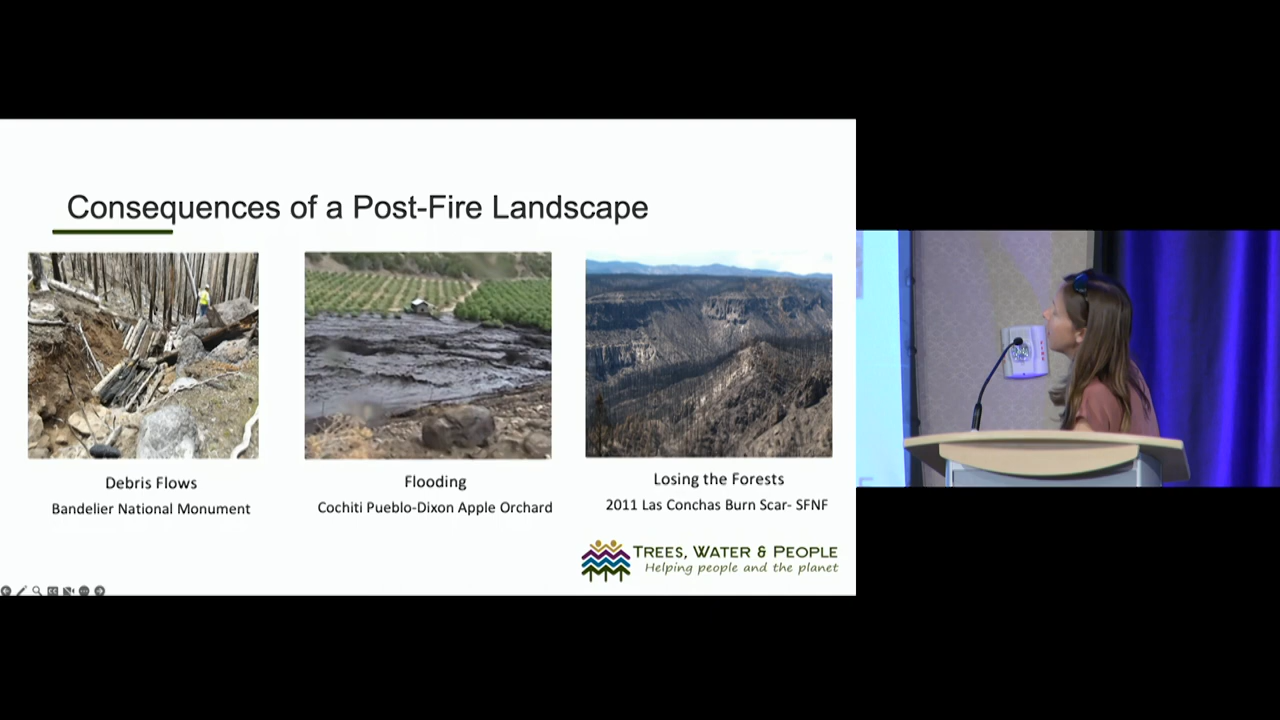 Consequences of a Post-Fire Landscape
Debris Flows
Bandelier National Monument
Flooding
Cochiti Pueblo-Dixon Apple Orchard
Losing the Forests
2011 Las Conchas Burn Scar- SFNF
TREES, WATER & PEOPLE
Helping people and the planet
FIRE